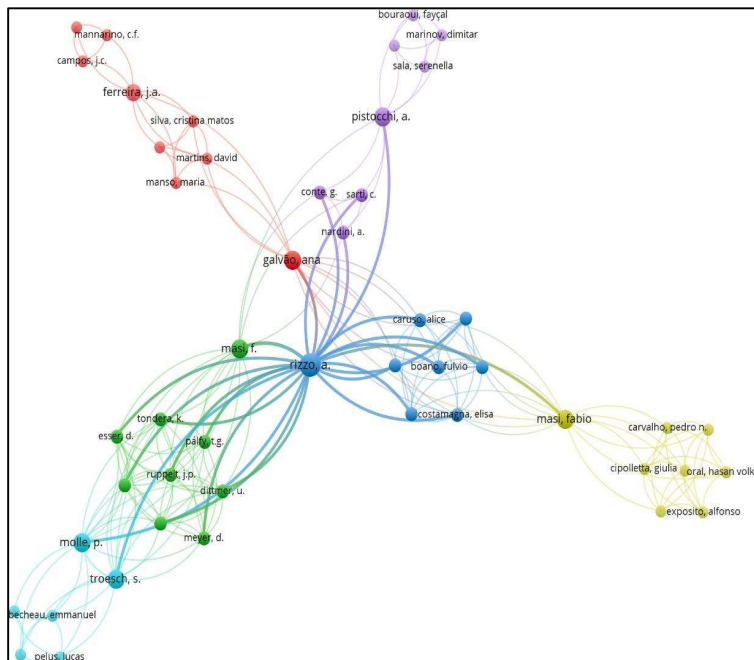 bouraoui, fayçal
mannarino, c.f.
marinov, dimitar
campos, j.c.
sala, serenella
ferreira, j.a.
pistocchi, a.
silva, cristina matos
martins, david
manso, maria
conte, g.
sarti, c.
nardini, a.
galvão, ana
caruso, alice
masi, f.
rizzo, a.
boano, fulvio
costamagna, elisa
masi, fabio
tondera, k.
esser, d.
pálfy, t.g.
carvalho, pedro n.
ruppelt, j.p.
cipolletta, giulia
oral, hasan volk
dittmer, u.
exposito, alfonso
meyer, d.
molle, p.
troesch, s.
becheau, emmanuel
pelus, lucas